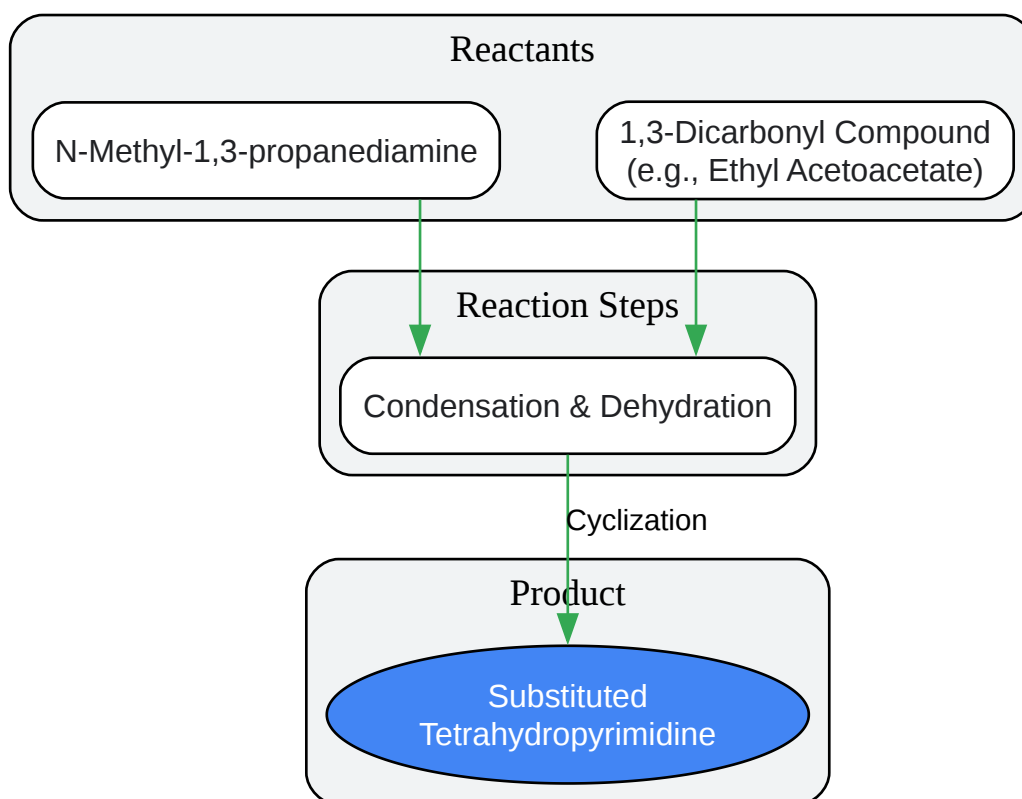 Reactants
N-Methyl-1,3-propanediamine
1,3-Dicarbonyl Compound
(e.g., Ethyl Acetoacetate)
Reaction Steps
Condensation & Dehydration
Cyclization
Product
Substituted
Tetrahydropyrimidine